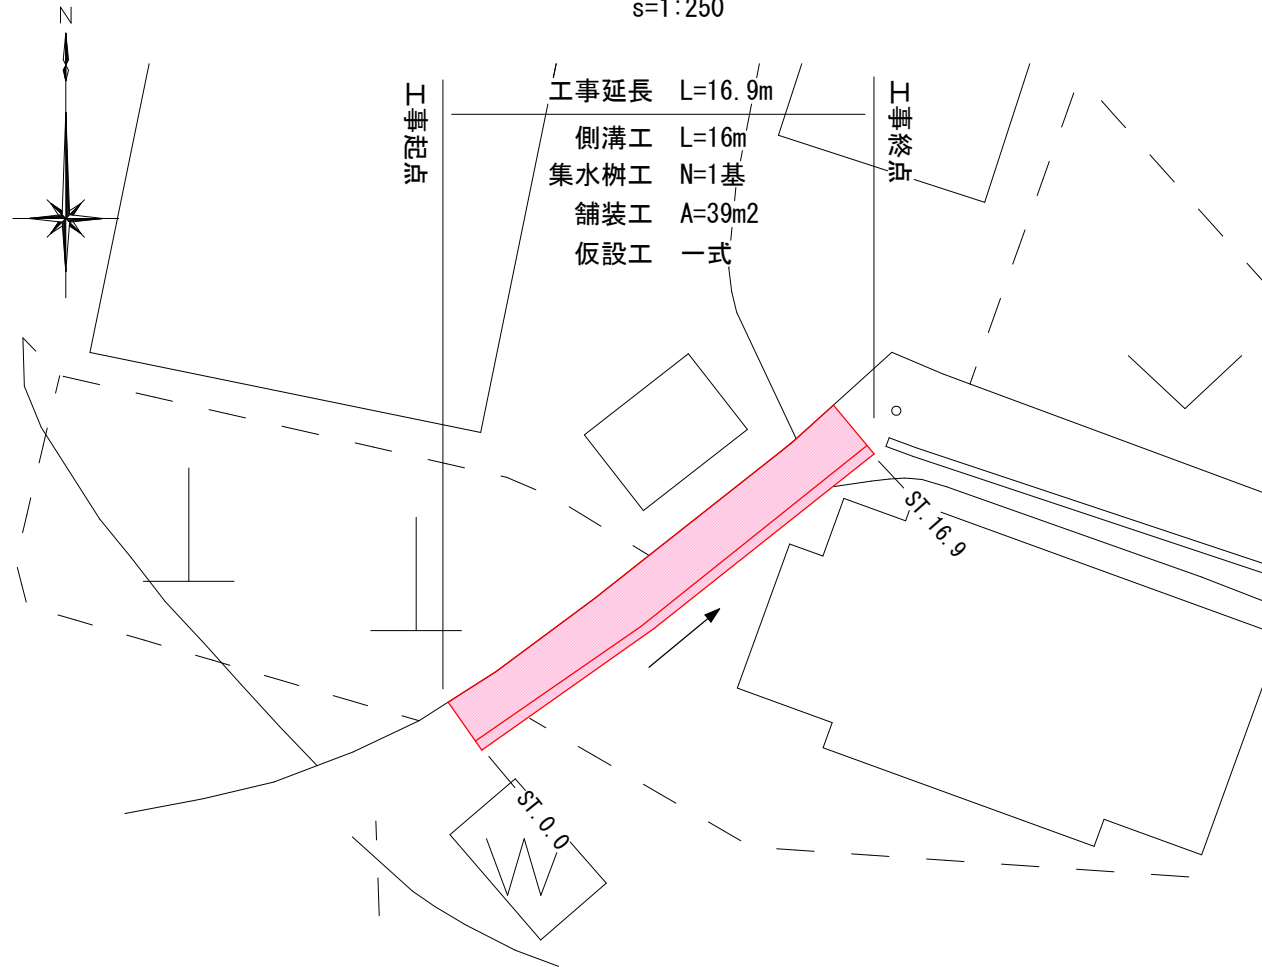 s=1:250
N
工事起点
工事延長 L=16.9m
側溝工 L=16m
集水桝工 N=1基
舗装工 A=39m2
仮設工 一式
工事終点
ST.16.9
ST.0.0